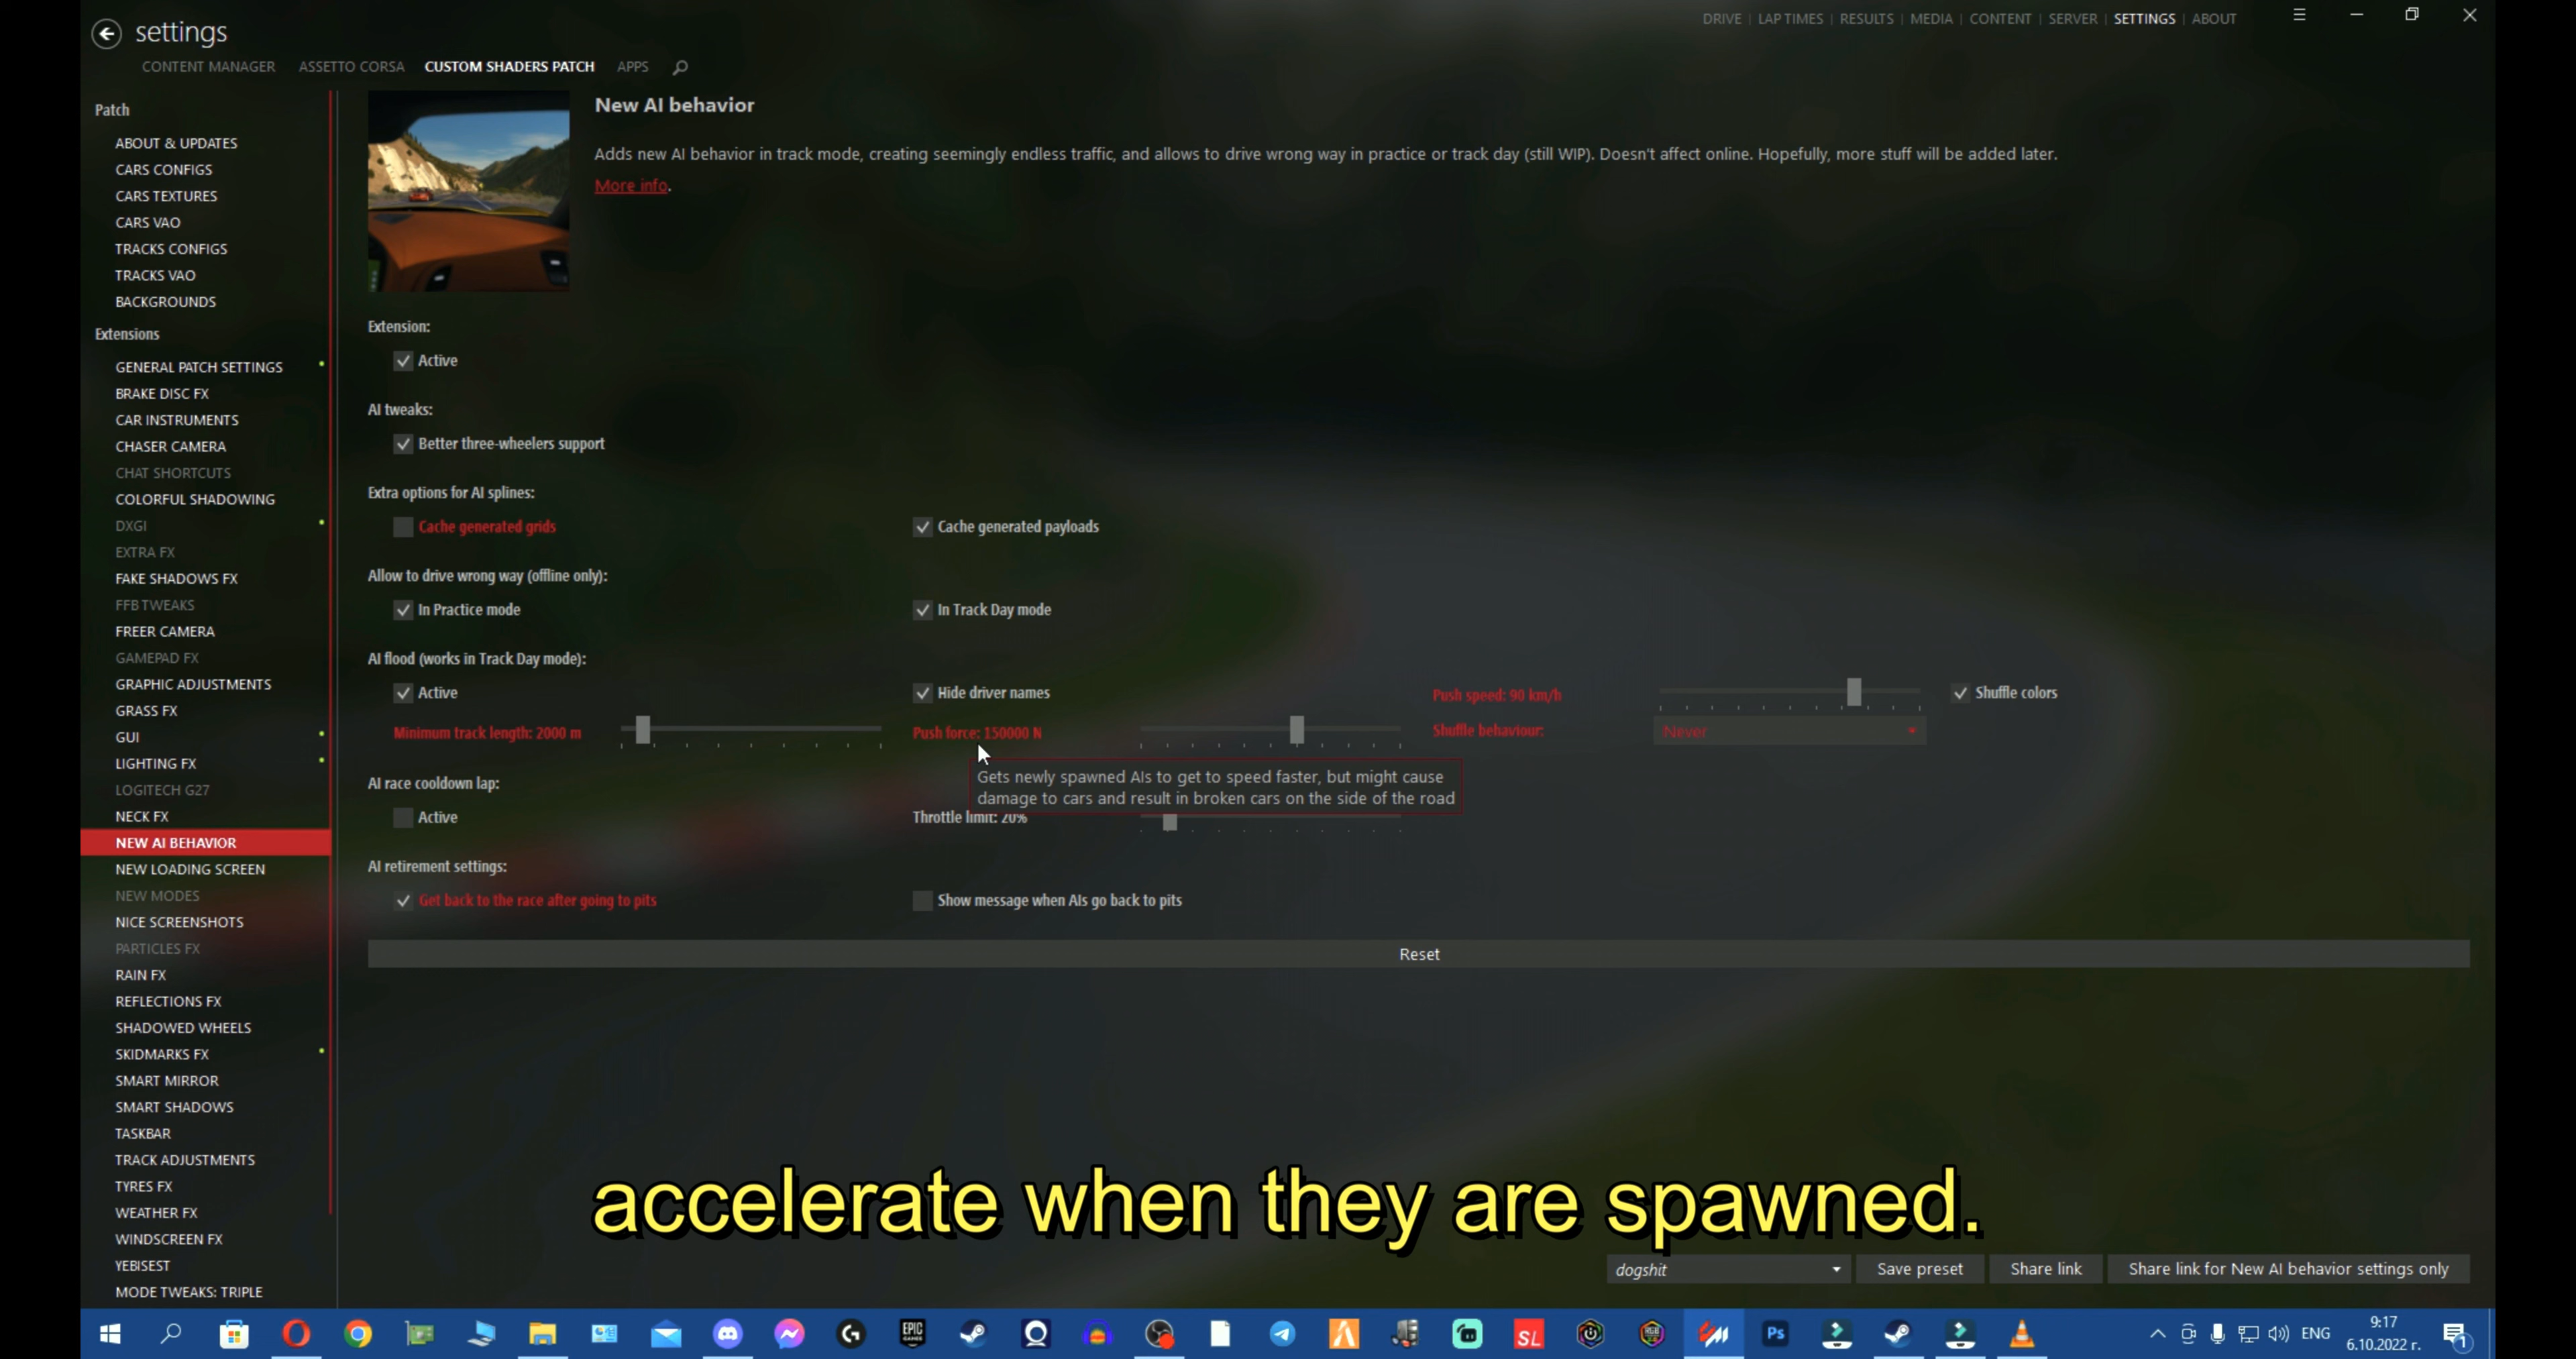 settings
DRIVE | LAP TIMES | RESULTS | MEDIA | CONTENT | SERVER | SETTINGS | ABOUT
CONTENT MANAGER ASSETTO CORSA CUSTOM SHADERS PATCH APPS
Patch
ABOUT & UPDATES
CARS CONFIGS
CARS TEXTURES
CARS VAO
TRACKS CONFIGS
TRACKS VAO
BACKGROUNDS
Extensions
GENERAL PATCH SETTINGS
BRAKE DISC FX
CAR INSTRUMENTS
CHASER CAMERA
CHAT SHORTCUTS
COLORFUL SHADOWING
DXGI
EXTRA FX
FAKE SHADOWS FX
FFB TWEAKS
FREER CAMERA
GAMEPAD FX
GRAPHIC ADJUSTMENTS
GRASS FX
GUI
LIGHTING FX
LOGITECH G27
NECK FX
NEW AI BEHAVIOR
NEW LOADING SCREEN
NEW MODES
NICE SCREENSHOTS
PARTICLES FX
RAIN FX
REFLECTIONS FX
SHADOWED WHEELS
SKIDMARKS FX
SMART MIRROR
SMART SHADOWS
TASKBAR
TRACK ADJUSTMENTS
TYRES FX
WEATHER FX
WINDSCREEN FX
YEBISEST
MODE TWEAKS: TRIPLE
New AI behavior
Adds new AI behavior in track mode, creating seemingly endless traffic, and allows to drive wrong way in practice or track day (still WIP). Doesn't affect online. Hopefully, more stuff will be added later.
More info.
Extension:
Active
AI tweaks:
Better three-wheelers support
Extra options for AI splines:
Cache generated grids Cache generated payloads
Allow to drive wrong way (offline only):
In Practice mode In Track Day mode
AI flood (works in Track Day mode):
Active Hide driver names Push speed: 90 km/h Shuffle colors
Minimum track length: 2000 m Push force: 150000 N Shuffle behaviour: Never
Gets newly spawned AIs to get to speed faster, but might cause
damage to cars and result in broken cars on the side of the road
AI race cooldown lap:
Active Throttle limit: 20%
AI retirement settings:
Get back to the race after going to pits Show message when AIs go back to pits
Reset
accelerate when they are spawned.
dogshit Save preset Share link Share link for New AI behavior settings only
EPIC
GAMES
SL
RGB
Ps
ENG
9:17
6.10.2022 г.
1